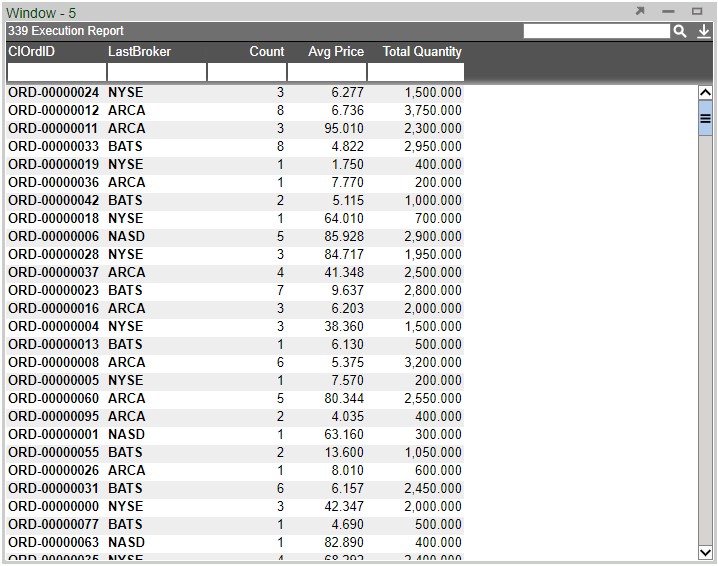 Window - 5
339 Execution Report
ClOrdID LastBroker Count Avg Price Total Quantity
ORD-00000024 NYSE 3 6.277 1,500.000
ORD-00000012 ARCA 8 6.736 3,750.000
ORD-00000011 ARCA 3 95.010 2,300.000
ORD-00000033 BATS 8 4.822 2,950.000
ORD-00000019 NYSE 1 1.750 400.000
ORD-00000036 ARCA 1 7.770 200.000
ORD-00000042 BATS 2 5.115 1,000.000
ORD-00000018 NYSE 1 64.010 700.000
ORD-00000006 NASD 5 85.928 2,900.000
ORD-00000028 NYSE 3 84.717 1,950.000
ORD-00000037 ARCA 4 41.348 2,500.000
ORD-00000023 BATS 7 9.637 2,800.000
ORD-00000016 ARCA 3 6.203 2,000.000
ORD-00000004 NYSE 3 38.360 1,500.000
ORD-00000013 BATS 1 6.130 500.000
ORD-00000008 ARCA 6 5.375 3,200.000
ORD-00000005 NYSE 1 7.570 200.000
ORD-00000060 ARCA 5 80.344 2,550.000
ORD-00000095 ARCA 2 4.035 400.000
ORD-00000001 NASD 1 63.160 300.000
ORD-00000055 BATS 2 13.600 1,050.000
ORD-00000026 ARCA 1 8.010 600.000
ORD-00000031 BATS 6 6.157 2,450.000
ORD-00000000 NYSE 3 42.347 2,000.000
ORD-00000077 BATS 1 4.690 500.000
ORD-00000063 NASD 1 82.890 400.000
NYSE 4